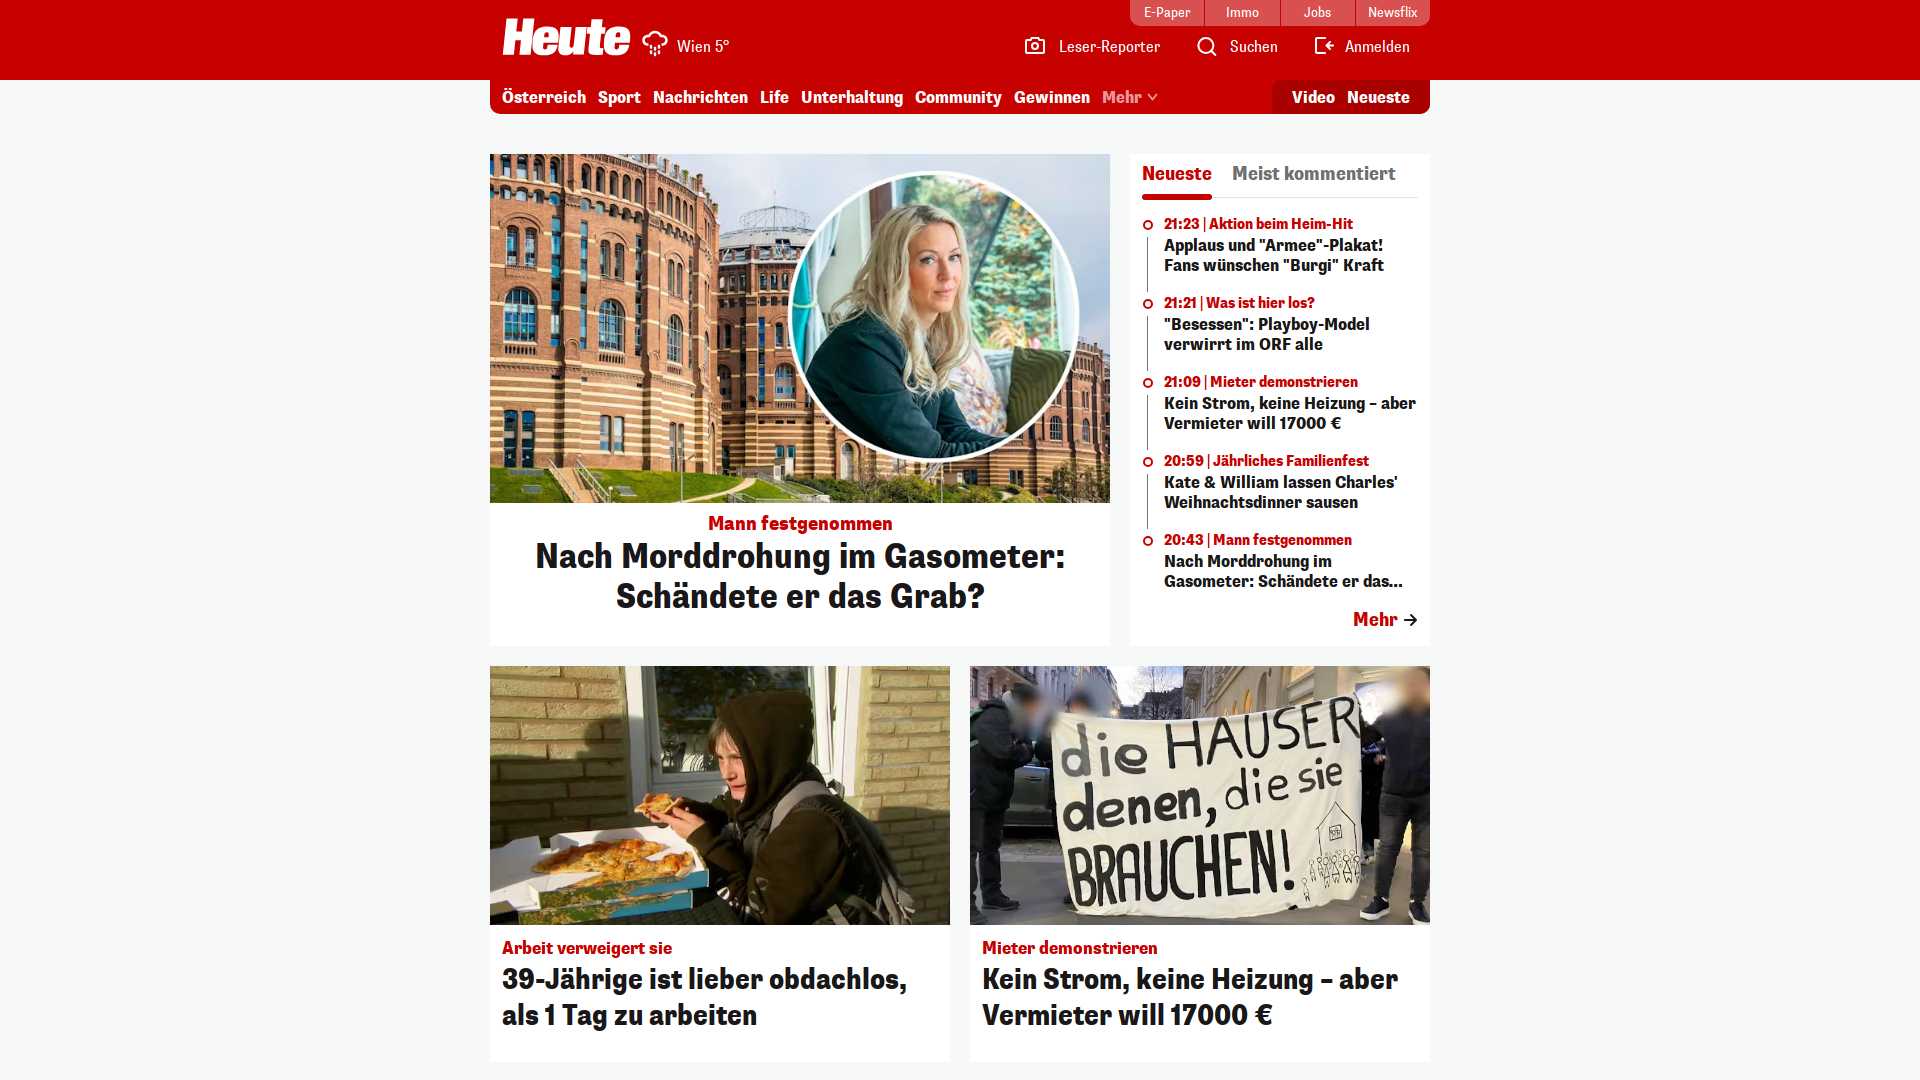 E-Paper
Immo
Jobs
Newsflix
Heute
Wien 5°
Leser-Reporter
Suchen
Anmelden
Österreich
Sport
Nachrichten
Life
Unterhaltung
Community
Gewinnen
Mehr
Video
Neueste
Mann festgenommen
Nach Morddrohung im Gasometer:
Schändete er das Grab?
Neueste
Meist kommentiert
21:23 | Aktion beim Heim-Hit
Applaus und "Armee"-Plakat!
Fans wünschen "Burgi" Kraft
21:21 | Was ist hier los?
"Besessen": Playboy-Model
verwirrt im ORF alle
21:09 | Mieter demonstrieren
Kein Strom, keine Heizung – aber
Vermieter will 17000 €
20:59 | Jährliches Familienfest
Kate & William lassen Charles'
Weihnachtsdinner sausen
20:43 | Mann festgenommen
Nach Morddrohung im
Gasometer: Schändete er das...
Mehr
Arbeit verweigert sie
39-Jährige ist lieber obdachlos,
als 1 Tag zu arbeiten
die HÄUSER
denen, die sie
BRAUCHEN!
Mieter demonstrieren
Kein Strom, keine Heizung – aber
Vermieter will 17000 €